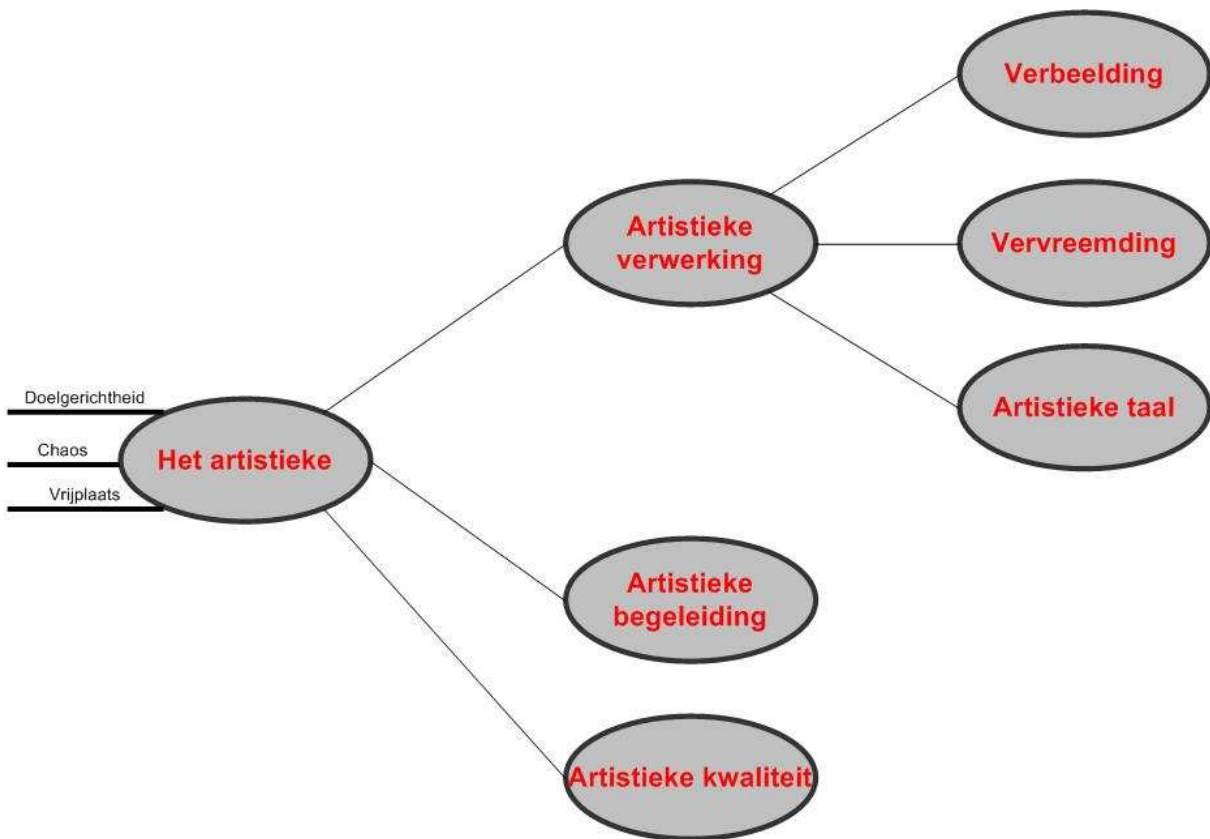 Verbeelding
Artistieke
verwerking
Vervreemding
Artistieke taal
Doelgerichtheid
Chaos
Vrijplaats
Het artistieke
Artistieke
begeleiding
Artistieke kwaliteit